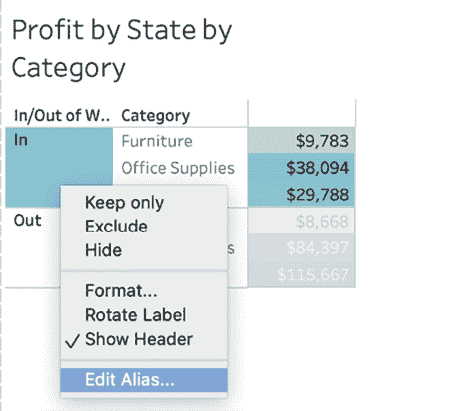 Profit by State by
Category
In/Out of W.. Category
In Furniture $9,783
Office Supplies $38,094
$29,788
Keep only
Out $8,668
Exclude
Hide s $84,397
$115,667
Format...
Rotate Label
✓ Show Header
Edit Alias...